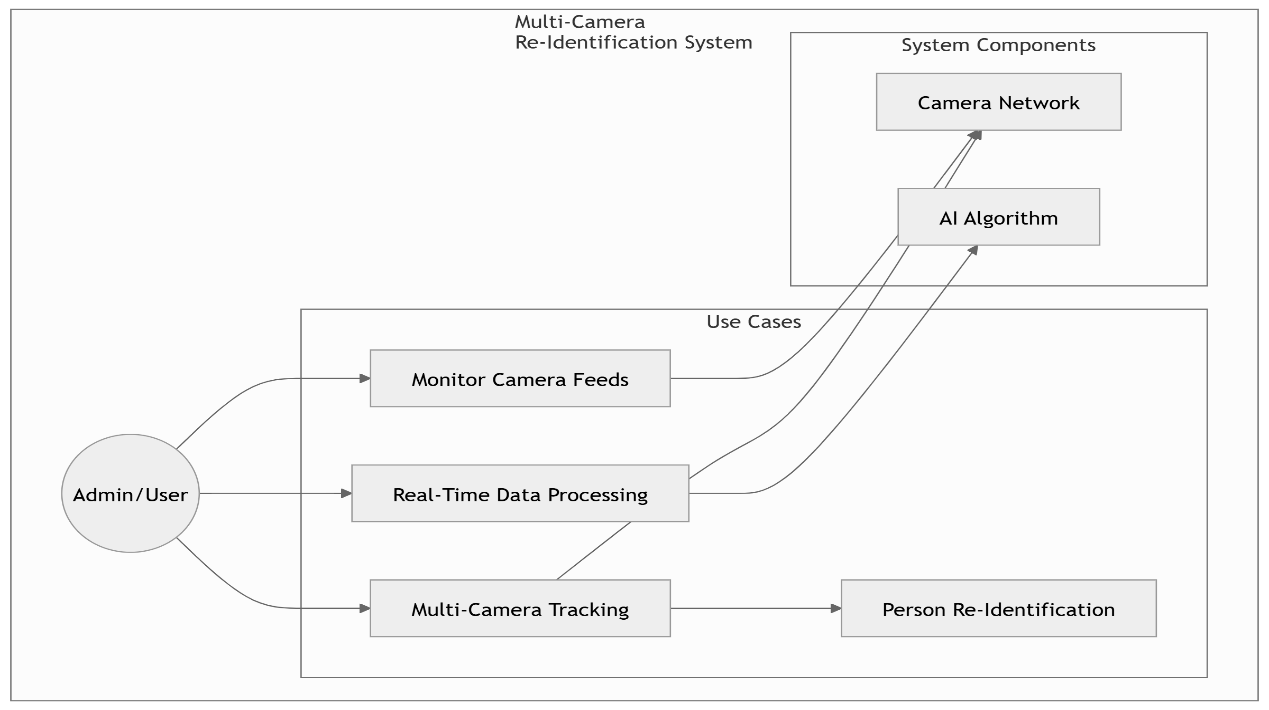 Multi-Camera
Re-Identification System
System Components
Camera Network
AI Algorithm
Use Cases
Monitor Camera Feeds
Admin/User
Real-Time Data Processing
Multi-Camera Tracking
Person Re-Identification